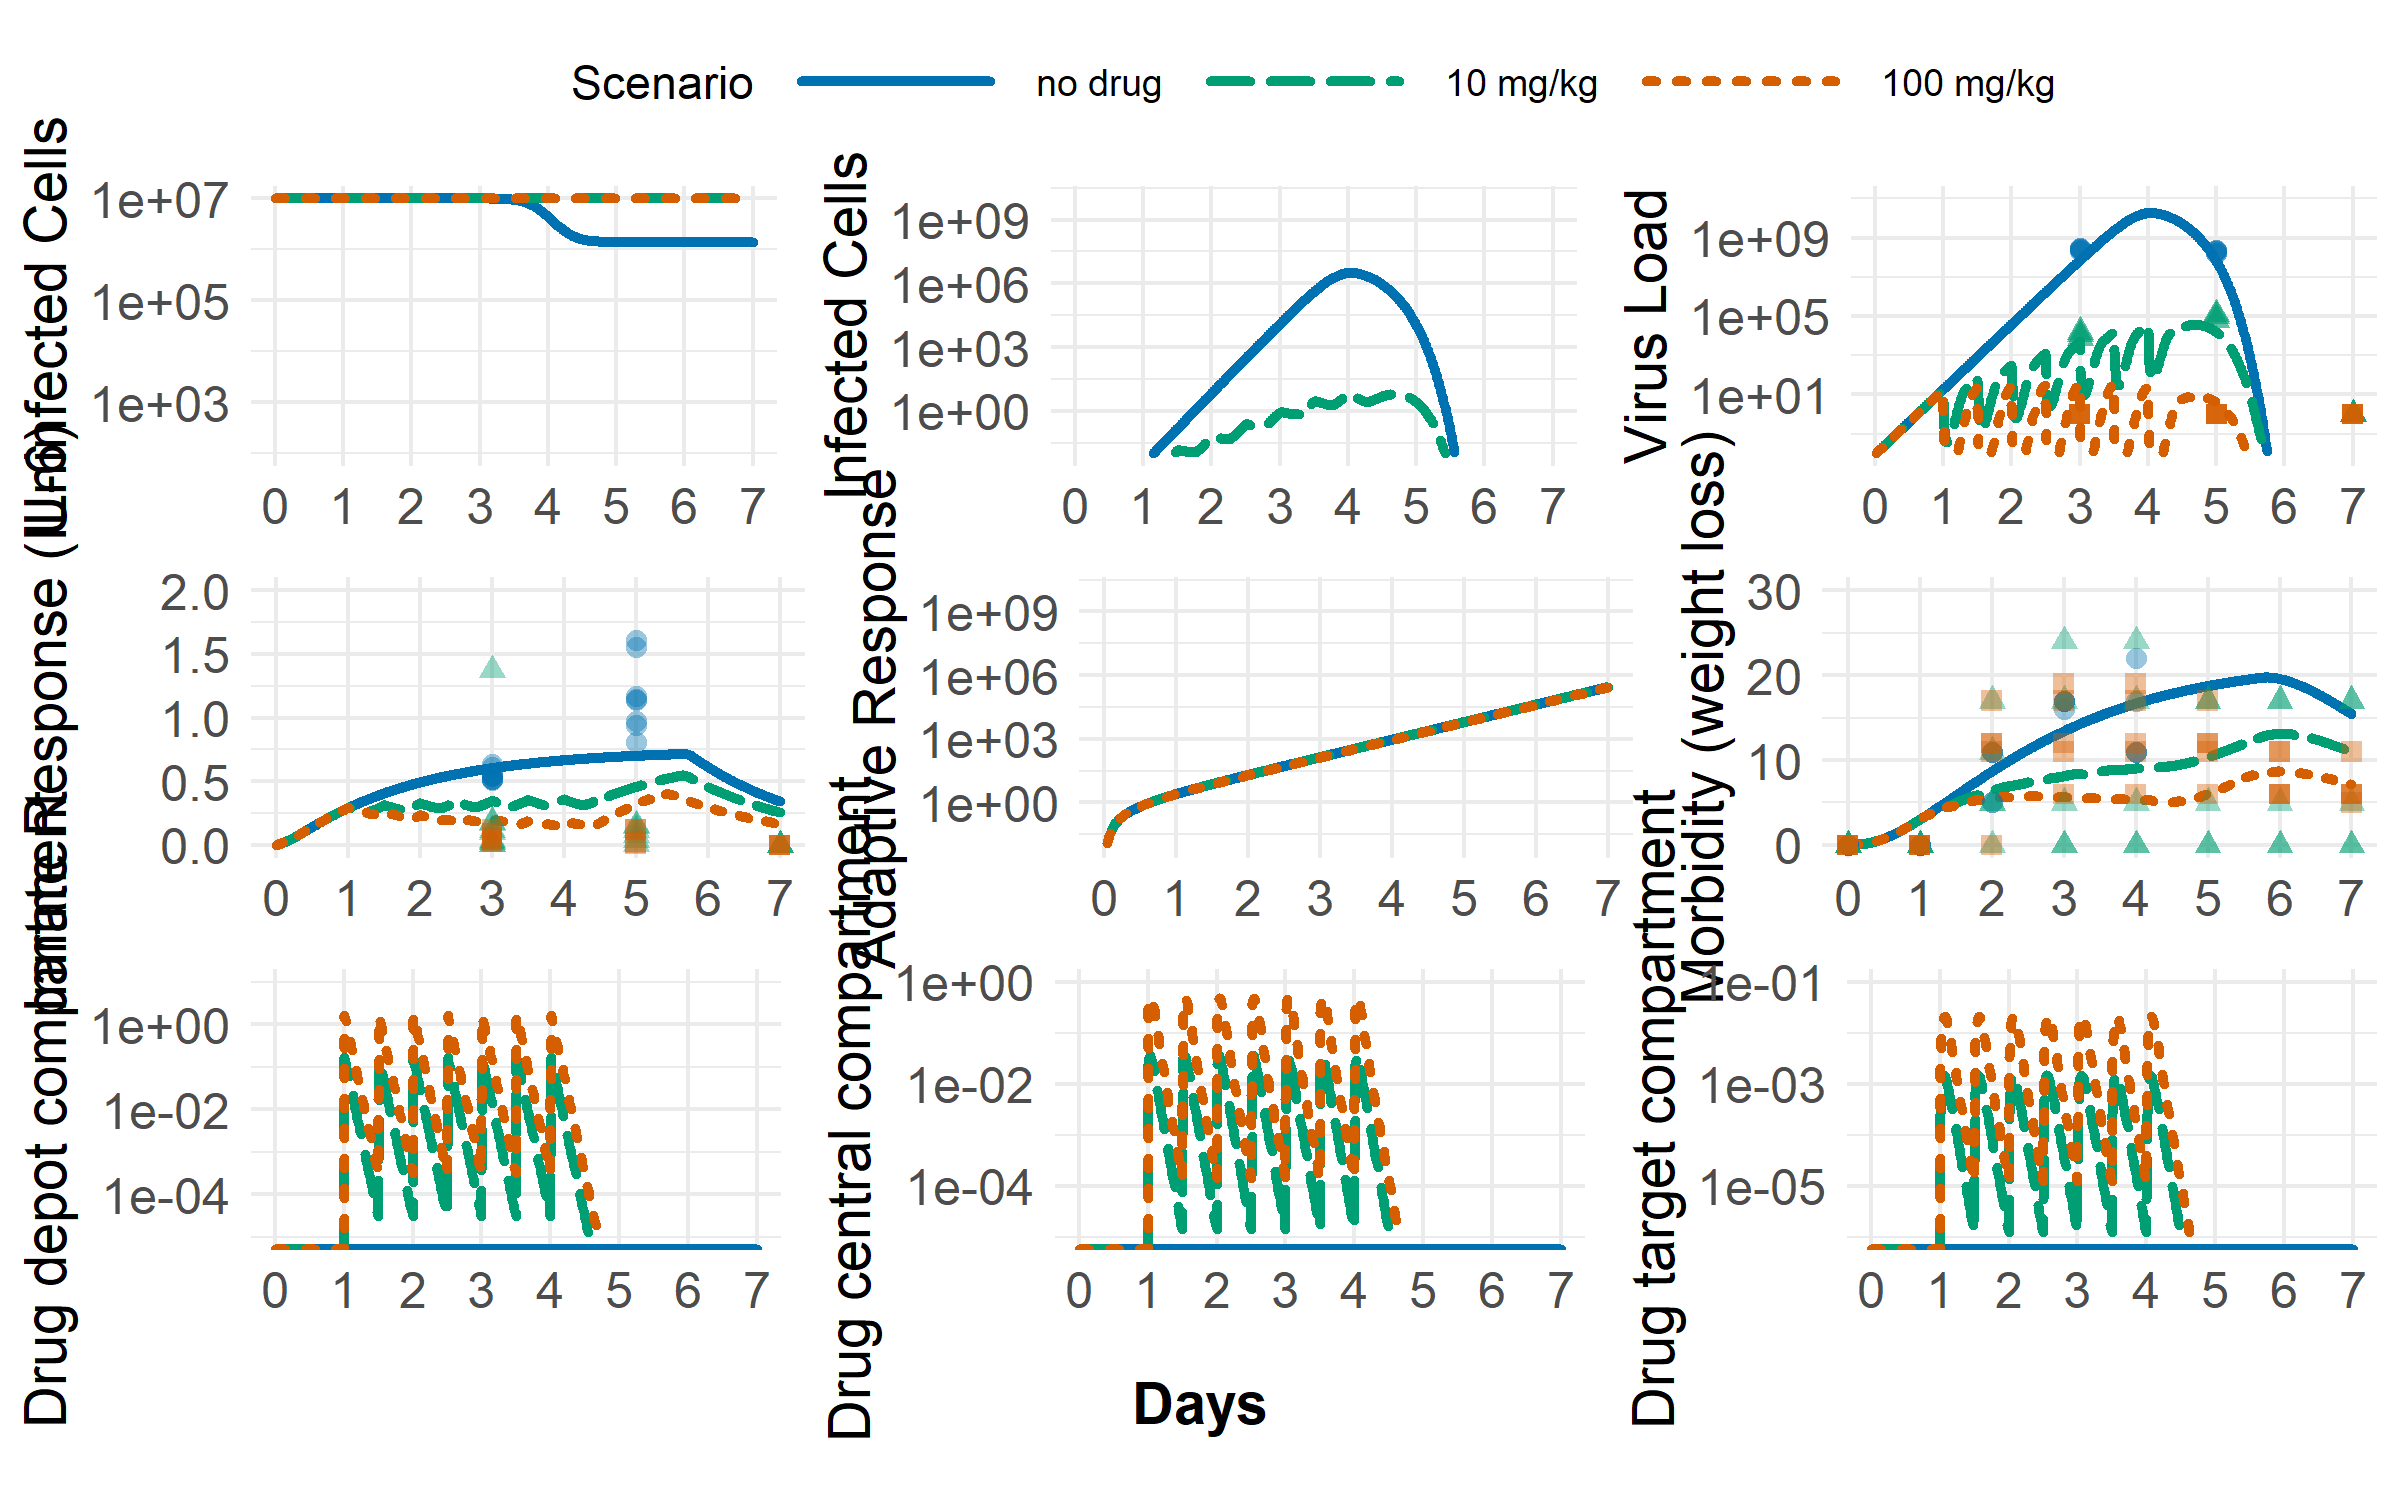 Scenario no drug 10 mg/kg 100 mg/kg
Uninfected Cells
1e+07
1e+05
1e+03
0 1 2 3 4 5 6 7
Infected Cells
1e+09
1e+06
1e+03
1e+00
0 1 2 3 4 5 6 7
Virus Load
1e+09
1e+05
1e+01
0 1 2 3 4 5 6 7
Innate Response (IL-6)
2.0
1.5
1.0
0.5
0.0
0 1 2 3 4 5 6 7
Adaptive Response
1e+09
1e+06
1e+03
1e+00
0 1 2 3 4 5 6 7
Morbidity (weight loss)
30
20
10
0
0 1 2 3 4 5 6 7
Drug depot compartment
1e+00
1e-02
1e-04
0 1 2 3 4 5 6 7
Drug central compartment
1e+00
1e-02
1e-04
0 1 2 3 4 5 6 7
Drug target compartment
1e-01
1e-03
1e-05
0 1 2 3 4 5 6 7
Days